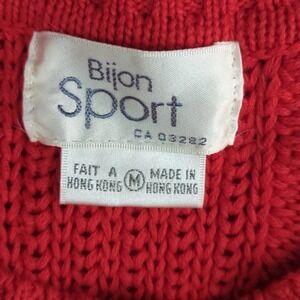 Bijon
Sport
CA 03282
FAIT A (M) MADE IN
HONG KONG HONG KONG